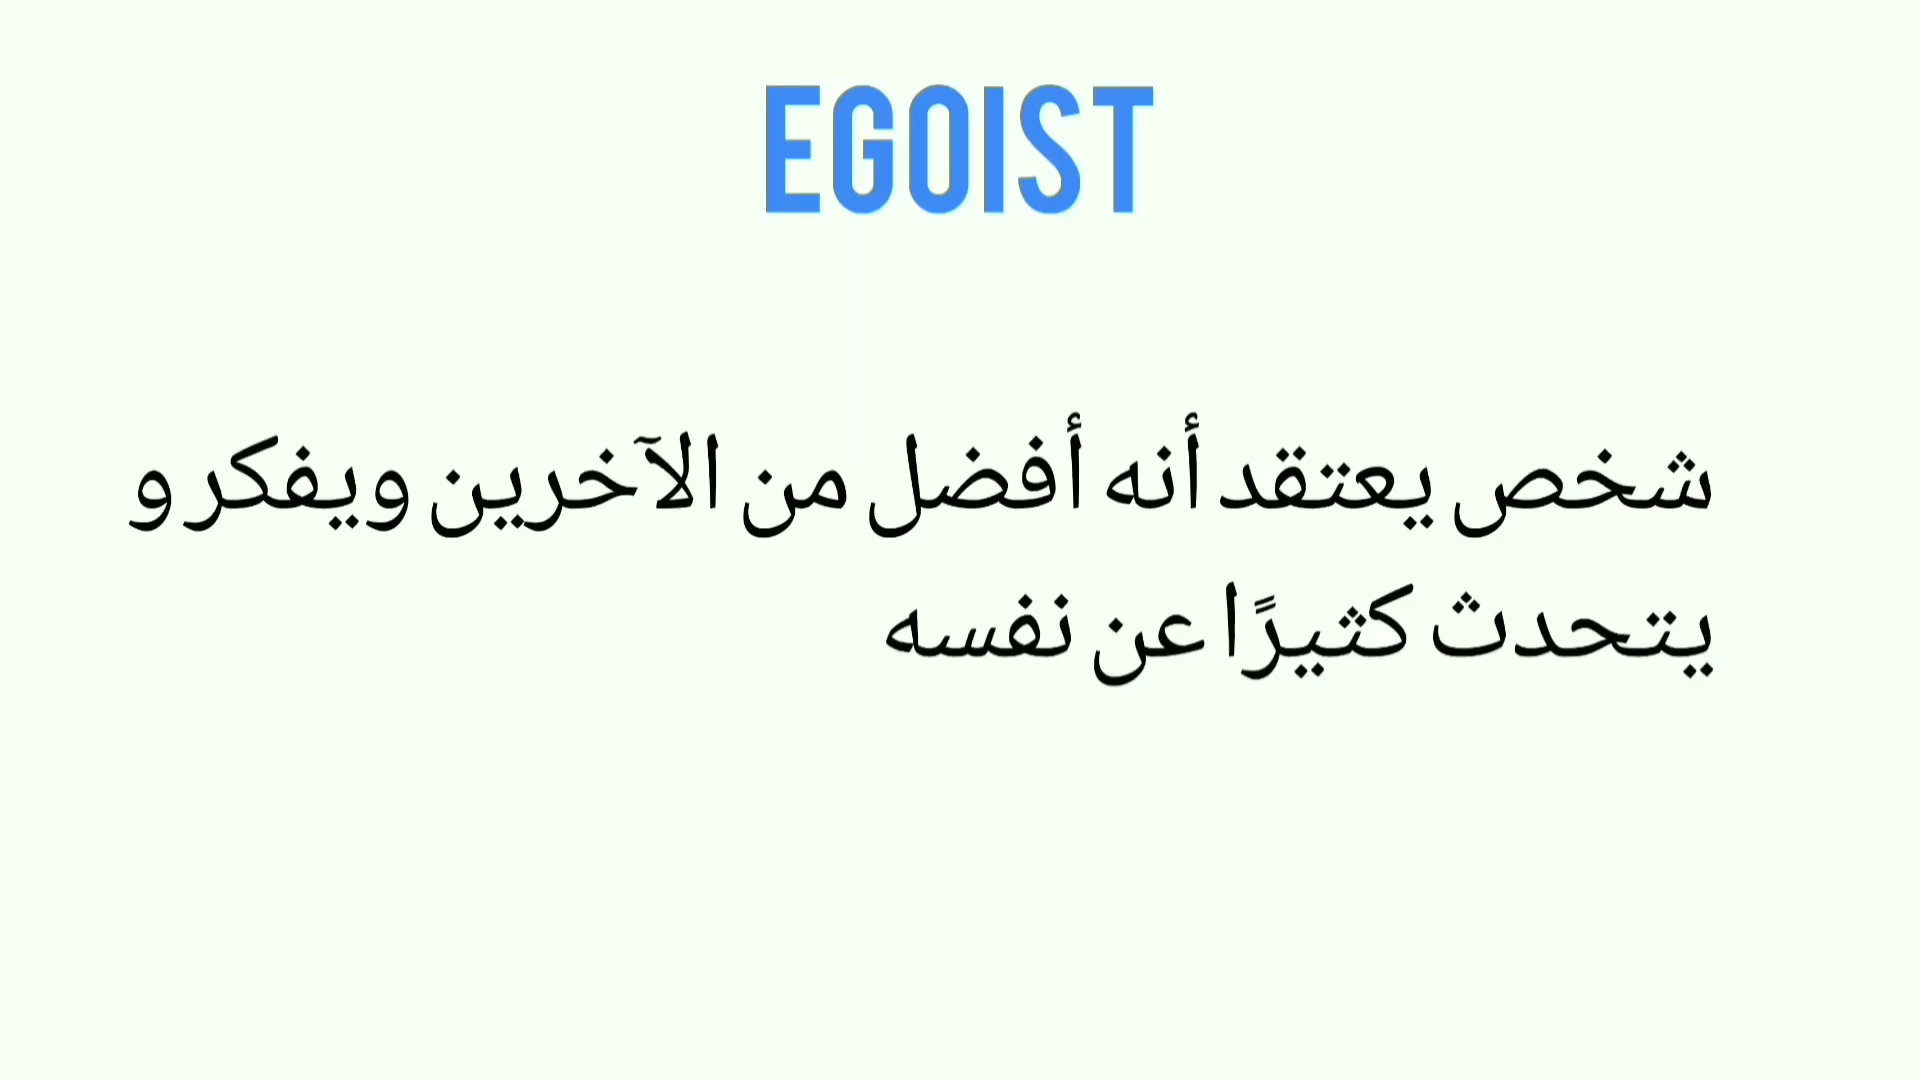 EGOIST
شخص يعتقد أنه أفضل من الآخرين ويفكر و
يتحدث كثيرًا عن نفسه